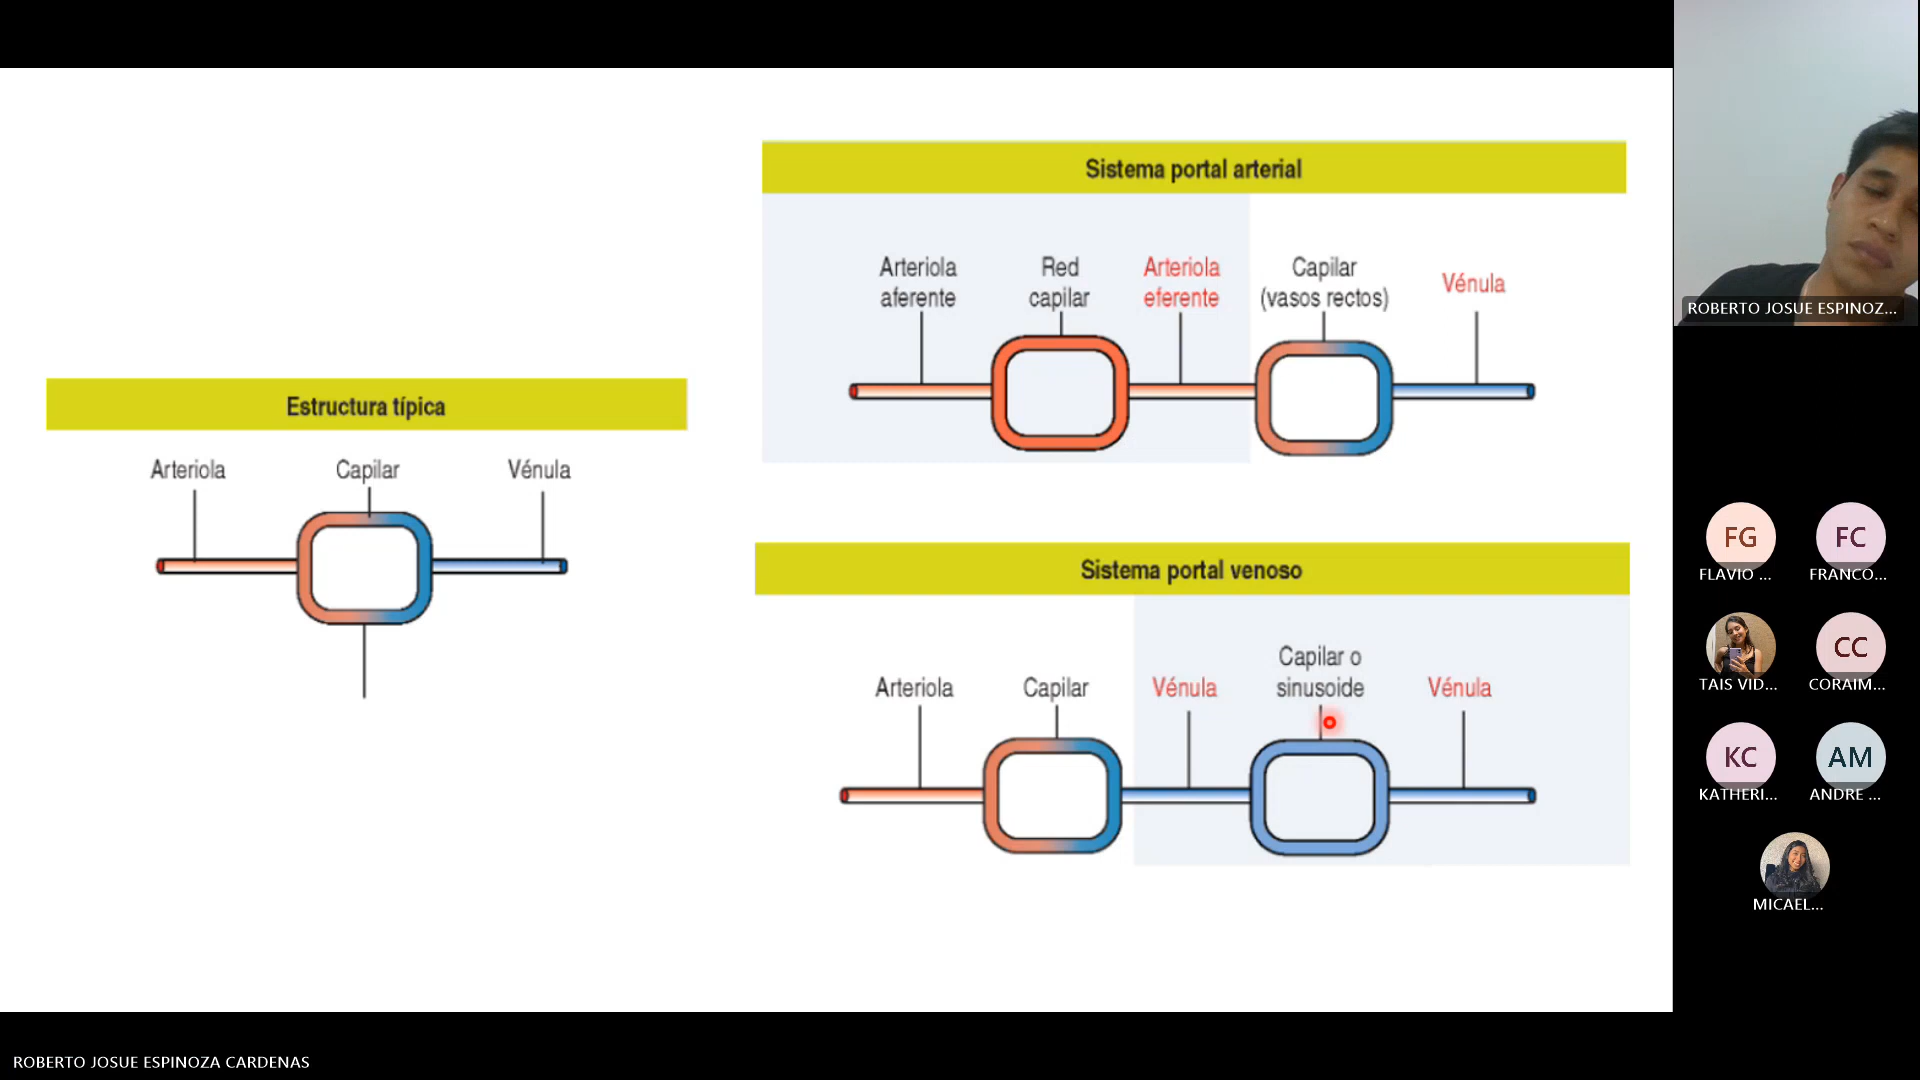 Sistema portal arterial
Arteriola
aferente
Red
capilar
Arteriola
eferente
Capilar
(vasos rectos)
Vénula
Estructura típica
Arteriola
Capilar
Vénula
Sistema portal venoso
Arteriola
Capilar
Vénula
Capilar o
sinusoide
Vénula
ROBERTO JOSUE ESPINOZ...
FG
FLAVIO ...
FC
FRANCO...
TAIS VID...
CC
CORAIM...
KC
KATHERI...
AM
ANDRE ...
MICAEL...
ROBERTO JOSUE ESPINOZA CARDENAS